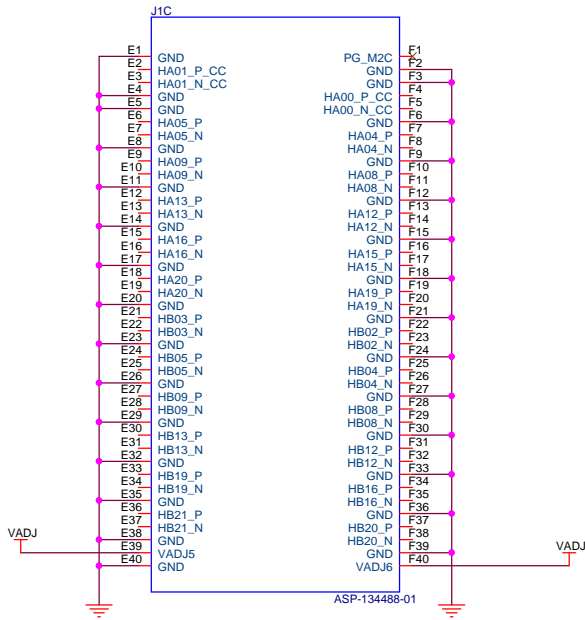 J1C
E1 GND PG_M2C F1
E2 HA01_P_CC GND F2
E3 HA01_N_CC GND F3
E4 GND HA00_P_CC F4
E5 GND HA00_N_CC F5
E6 HA05_P GND F6
E7 HA05_N HA04_P F7
E8 GND HA04_N F8
E9 HA09_P GND F9
E10 HA09_N HA08_P F10
E11 GND HA08_N F11
E12 HA13_P GND F12
E13 HA13_N HA12_P F13
E14 GND HA12_N F14
E15 HA16_P GND F15
E16 HA16_N HA15_P F16
E17 GND HA15_N F17
E18 HA20_P GND F18
E19 HA20_N HA19_P F19
E20 GND HA19_N F20
E21 HB03_P GND F21
E22 HB03_N HB02_P F22
E23 GND HB02_N F23
E24 HB05_P GND F24
E25 HB05_N HB04_P F25
E26 GND HB04_N F26
E27 HB09_P GND F27
E28 HB09_N HB08_P F28
E29 GND HB08_N F29
E30 HB13_P GND F30
E31 HB13_N HB12_P F31
E32 GND HB12_N F32
E33 HB19_P GND F33
E34 HB19_N HB16_P F34
E35 GND HB16_N F35
E36 HB21_P GND F36
E37 HB21_N HB20_P F37
E38 GND HB20_N F38
VADJ E39 VADJ5 GND F39 VADJ
E40 GND VADJ6 F40
ASP-134488-01